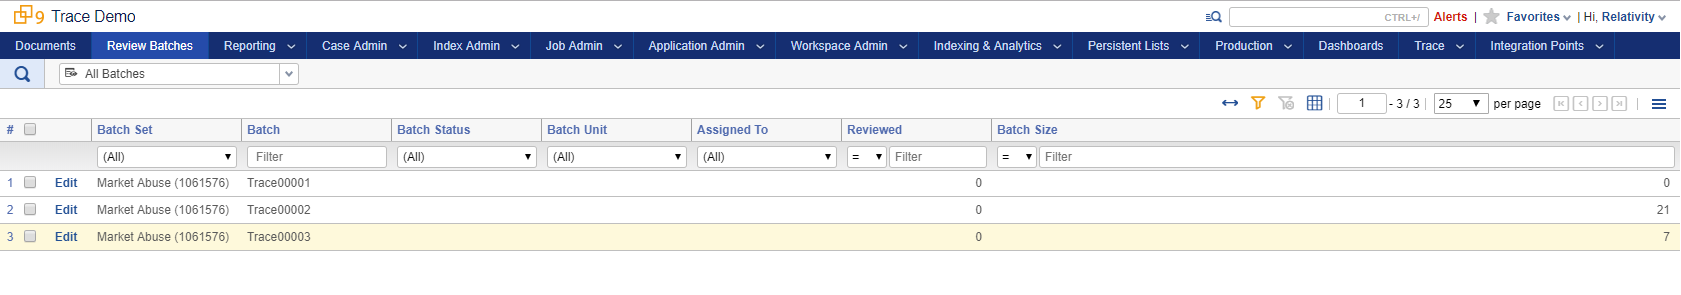 9 Trace Demo CTRL+/ Alerts | Favorites | Hi, Relativity
Documents Review Batches Reporting Case Admin Index Admin Job Admin Application Admin Workspace Admin Indexing & Analytics Persistent Lists Production Dashboards Trace Integration Points
All Batches
1 - 3 / 3 25 per page
# Batch Set Batch Batch Status Batch Unit Assigned To Reviewed Batch Size
(All) Filter (All) (All) (All) = Filter = Filter
1 Edit Market Abuse (1061576) Trace00001 0 0
2 Edit Market Abuse (1061576) Trace00002 0 21
3 Edit Market Abuse (1061576) Trace00003 0 7